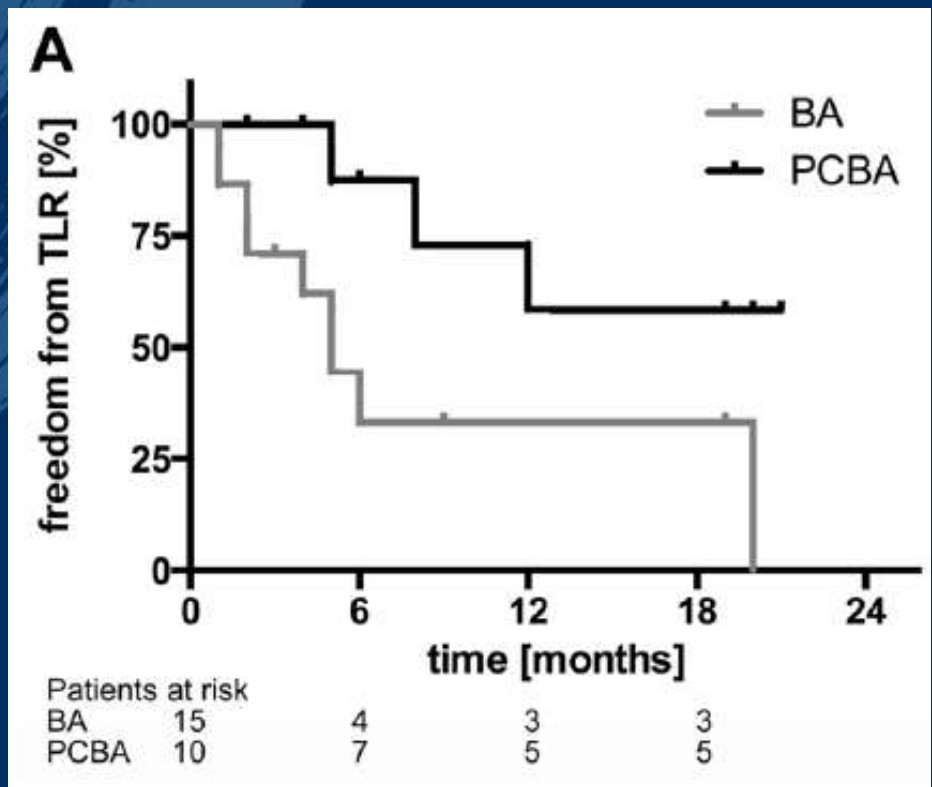 A
freedom from TLR [%]
100
75
50
25
0
BA
PCBA
0 6 12 18 24
time [months]
Patients at risk
BA 15 4 3 3
PCBA 10 7 5 5